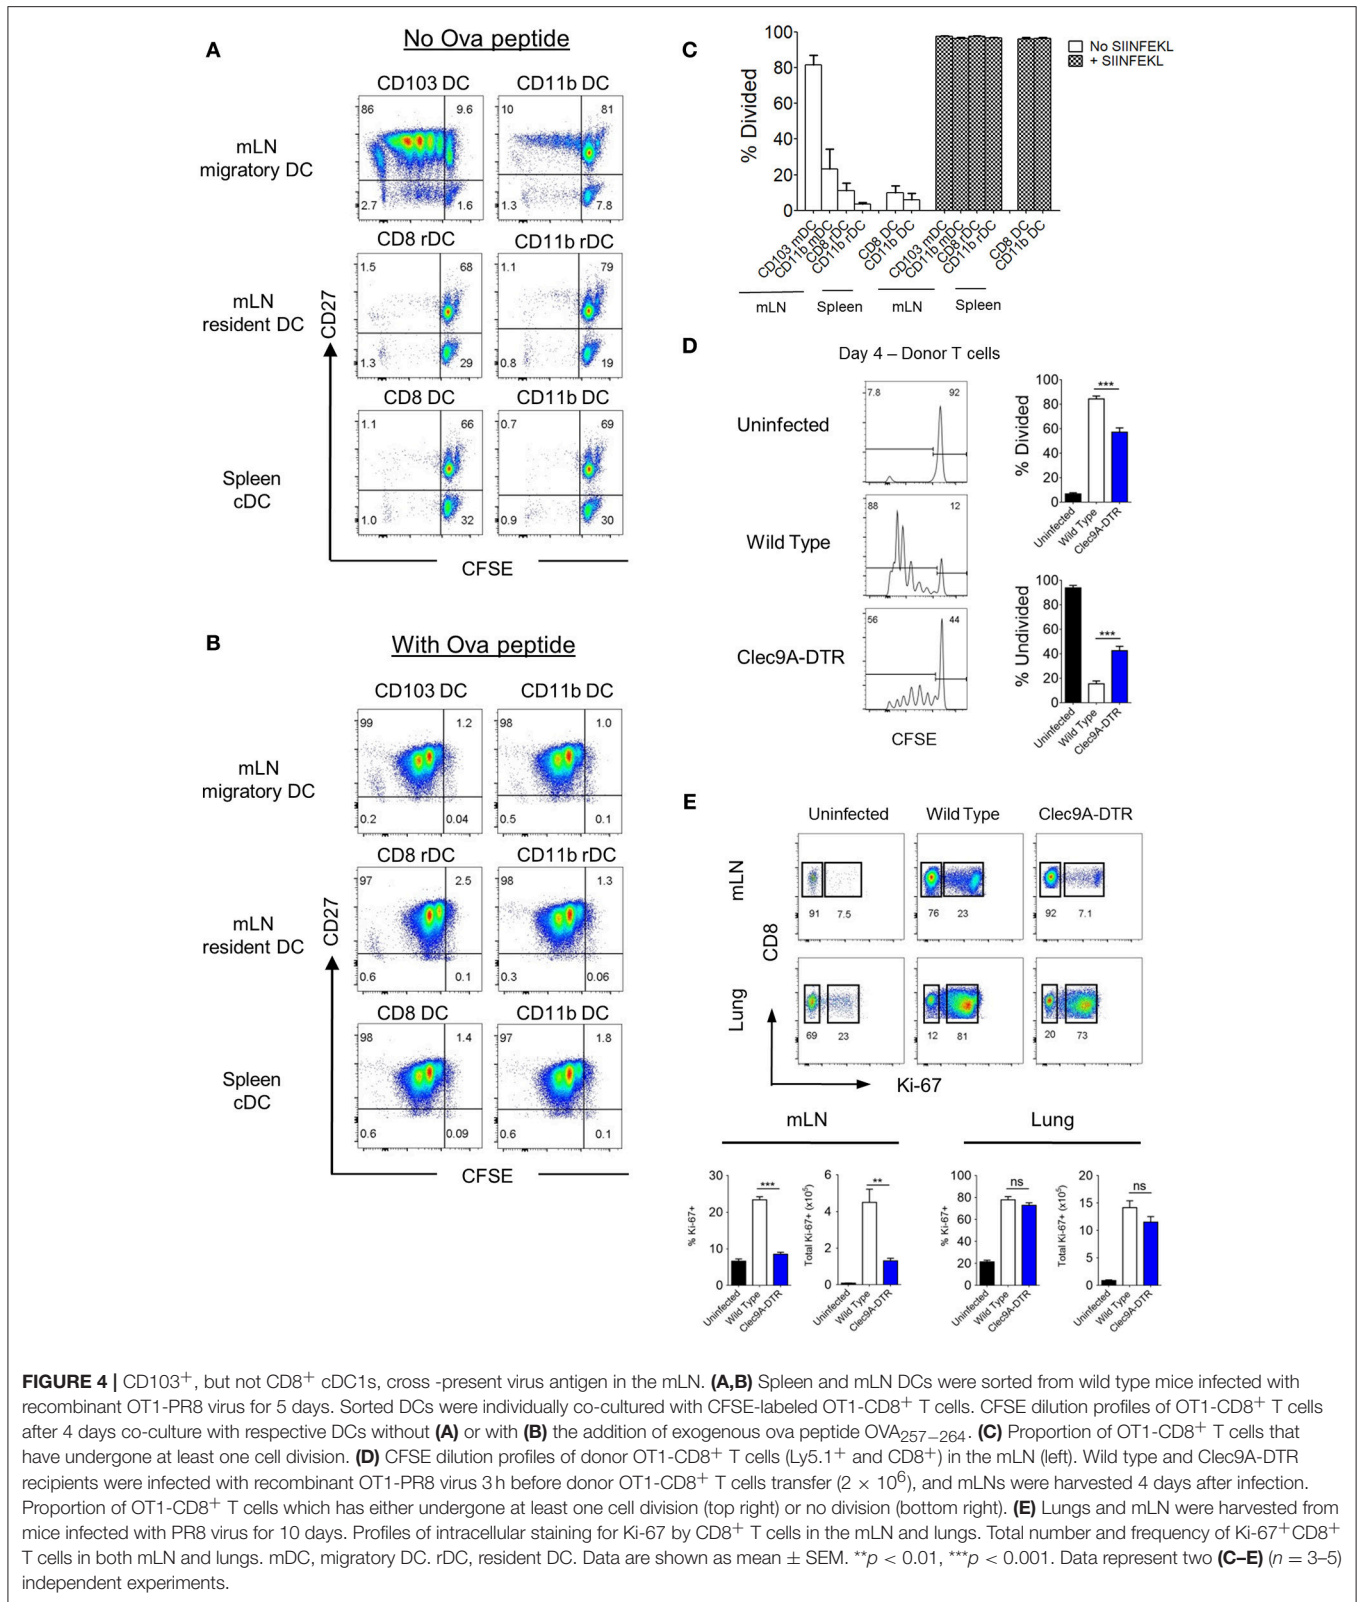 A
No Ova peptide
CD103 DC
CD11b DC
86
9.6
10
81
mLN
migratory DC
2.7
1.6
1.3
7.8
CD8 rDC
CD11b rDC
1.5
68
1.1
79
mLN
resident DC
CD27
1.3
29
0.8
19
CD8 DC
CD11b DC
1.1
66
0.7
69
Spleen
cDC
1.0
32
0.9
30
CFSE
B
With Ova peptide
CD103 DC
CD11b DC
99
1.2
98
1.0
mLN
migratory DC
0.2
0.04
0.5
0.1
CD8 rDC
CD11b rDC
97
2.5
98
1.3
mLN
resident DC
CD27
0.6
0.1
0.3
0.06
CD8 DC
CD11b DC
98
1.4
97
1.8
Spleen
cDC
0.6
0.09
0.6
0.1
CFSE
C
% Divided
100
80
60
40
20
0
No SIINFEKL
+ SIINFEKL
CD103 mDC
CD11b mDC
CD8 rDC
CD11b rDC
CD8 DC
CD11b DC
CD103 mDC
CD11b mDC
CD8 rDC
CD11b rDC
CD8 DC
CD11b DC
mLN
Spleen
mLN
Spleen
D
Day 4 – Donor T cells
Uninfected
7.8
92
Wild Type
88
12
Clec9A-DTR
56
44
CFSE
% Divided
100
80
60
40
20
0
***
Uninfected
Wild Type
Clec9A-DTR
% Undivided
100
80
60
40
20
0
***
Uninfected
Wild Type
Clec9A-DTR
E
Uninfected
Wild Type
Clec9A-DTR
mLN
91
7.5
76
23
92
7.1
CD8
Lung
69
23
12
81
20
73
Ki-67
mLN
Lung
% Ki-67+
30
20
10
0
***
Uninfected
Wild Type
Clec9A-DTR
Total Ki-67+ (x10⁵)
6
4
2
0
**
Uninfected
Wild Type
Clec9A-DTR
% Ki-67+
100
80
60
40
20
0
ns
Uninfected
Wild Type
Clec9A-DTR
Total Ki-67+ (x10⁵)
20
15
10
5
0
ns
Uninfected
Wild Type
Clec9A-DTR
FIGURE 4 | CD103⁺, but not CD8⁺ cDC1s, cross -present virus antigen in the mLN. (A,B) Spleen and mLN DCs were sorted from wild type mice infected with
recombinant OT1-PR8 virus for 5 days. Sorted DCs were individually co-cultured with CFSE-labeled OT1-CD8⁺ T cells. CFSE dilution profiles of OT1-CD8⁺ T cells
after 4 days co-culture with respective DCs without (A) or with (B) the addition of exogenous ova peptide OVA₂₅₇₋₂₆₄. (C) Proportion of OT1-CD8⁺ T cells that
have undergone at least one cell division. (D) CFSE dilution profiles of donor OT1-CD8⁺ T cells (Ly5.1⁺ and CD8⁺) in the mLN (left). Wild type and Clec9A-DTR
recipients were infected with recombinant OT1-PR8 virus 3 h before donor OT1-CD8⁺ T cells transfer (2 × 10⁶), and mLNs were harvested 4 days after infection.
Proportion of OT1-CD8⁺ T cells which has either undergone at least one cell division (top right) or no division (bottom right). (E) Lungs and mLN were harvested from
mice infected with PR8 virus for 10 days. Profiles of intracellular staining for Ki-67 by CD8⁺ T cells in the mLN and lungs. Total number and frequency of Ki-67⁺CD8⁺
T cells in both mLN and lungs. mDC, migratory DC. rDC, resident DC. Data are shown as mean ± SEM. **p < 0.01, ***p < 0.001. Data represent two (C–E) (n = 3–5)
independent experiments.